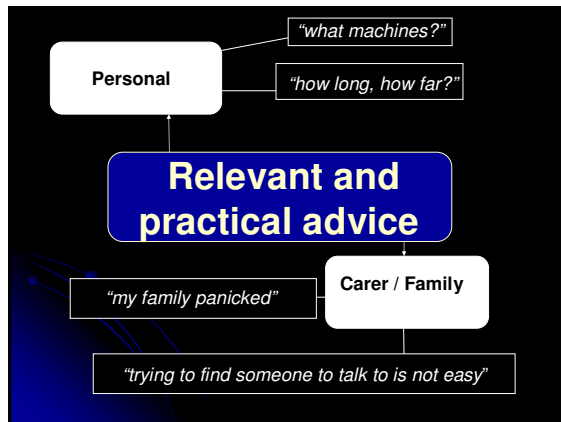 “what machines?”
Personal
“how long, how far?”
Relevant and
practical advice
Carer / Family
“my family panicked”
“trying to find someone to talk to is not easy”